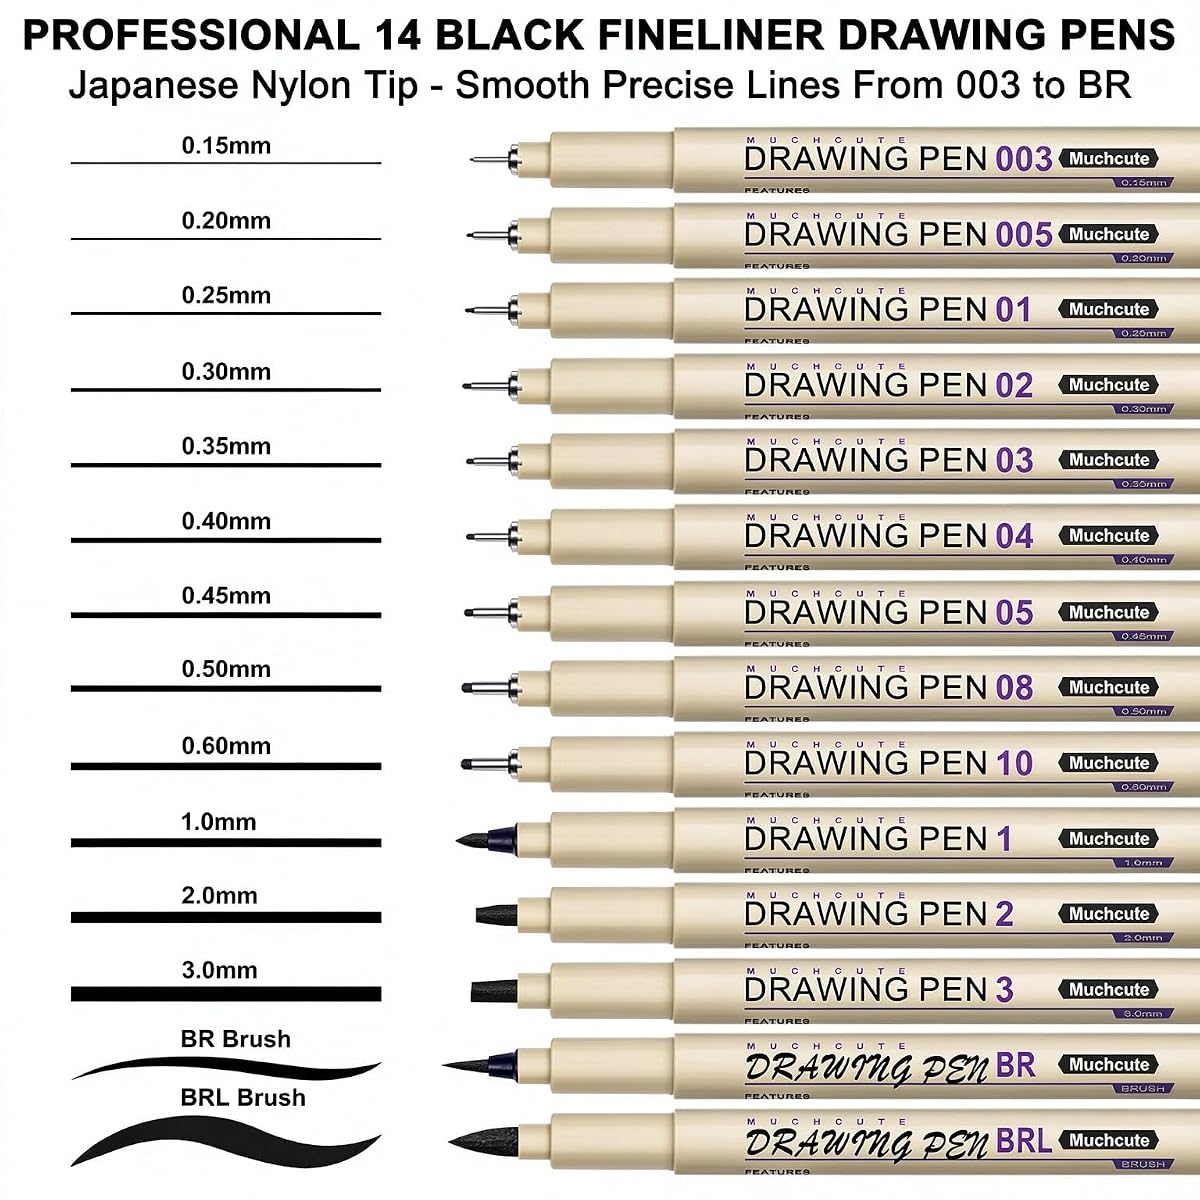 PROFESSIONAL 14 BLACK FINELINER DRAWING PENS
Japanese Nylon Tip - Smooth Precise Lines From 003 to BR
0.15mm
MUCHCUTE
DRAWING PEN 003 Muchcute
0.15mm
FEATURES
0.20mm
MUCHCUTE
DRAWING PEN 005 Muchcute
0.20mm
FEATURES
0.25mm
MUCHCUTE
DRAWING PEN 01 Muchcute
0.25mm
FEATURES
0.30mm
MUCHCUTE
DRAWING PEN 02 Muchcute
0.30mm
FEATURES
0.35mm
MUCHCUTE
DRAWING PEN 03 Muchcute
0.35mm
FEATURES
0.40mm
MUCHCUTE
DRAWING PEN 04 Muchcute
0.40mm
FEATURES
0.45mm
MUCHCUTE
DRAWING PEN 05 Muchcute
0.45mm
FEATURES
0.50mm
MUCHCUTE
DRAWING PEN 08 Muchcute
0.50mm
FEATURES
0.60mm
MUCHCUTE
DRAWING PEN 10 Muchcute
0.60mm
FEATURES
1.0mm
MUCHCUTE
DRAWING PEN 1 Muchcute
1.0mm
FEATURES
2.0mm
MUCHCUTE
DRAWING PEN 2 Muchcute
2.0mm
FEATURES
3.0mm
MUCHCUTE
DRAWING PEN 3 Muchcute
3.0mm
FEATURES
BR Brush
MUCHCUTE
DRAWING PEN BR Muchcute
BRUSH
FEATURES
BRL Brush
MUCHCUTE
DRAWING PEN BRL Muchcute
BRUSH
FEATURES